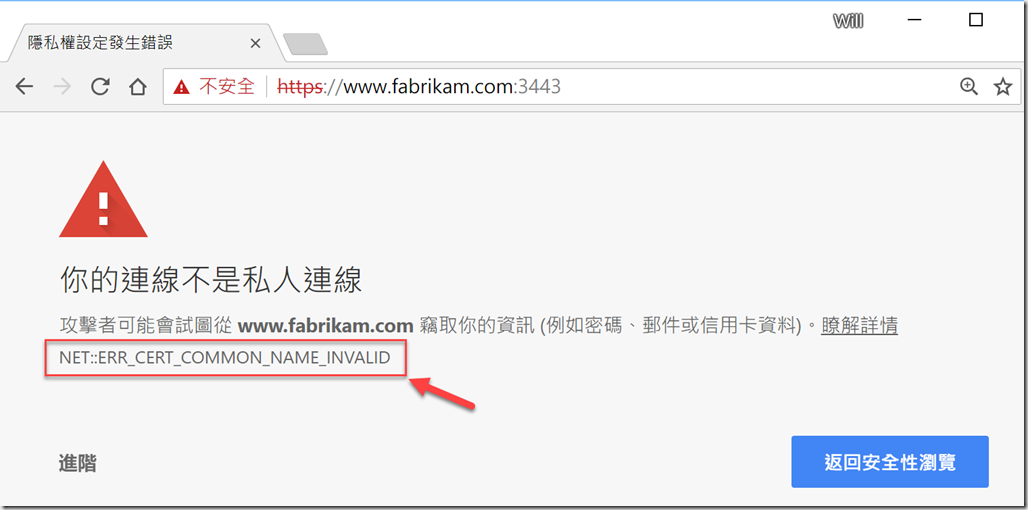 Will
隱私權設定發生錯誤
不安全 https://www.fabrikam.com:3443
你的連線不是私人連線
攻擊者可能會試圖從 www.fabrikam.com 竊取你的資訊 (例如密碼、郵件或信用卡資料)。瞭解詳情
NET::ERR_CERT_COMMON_NAME_INVALID
進階
返回安全性瀏覽